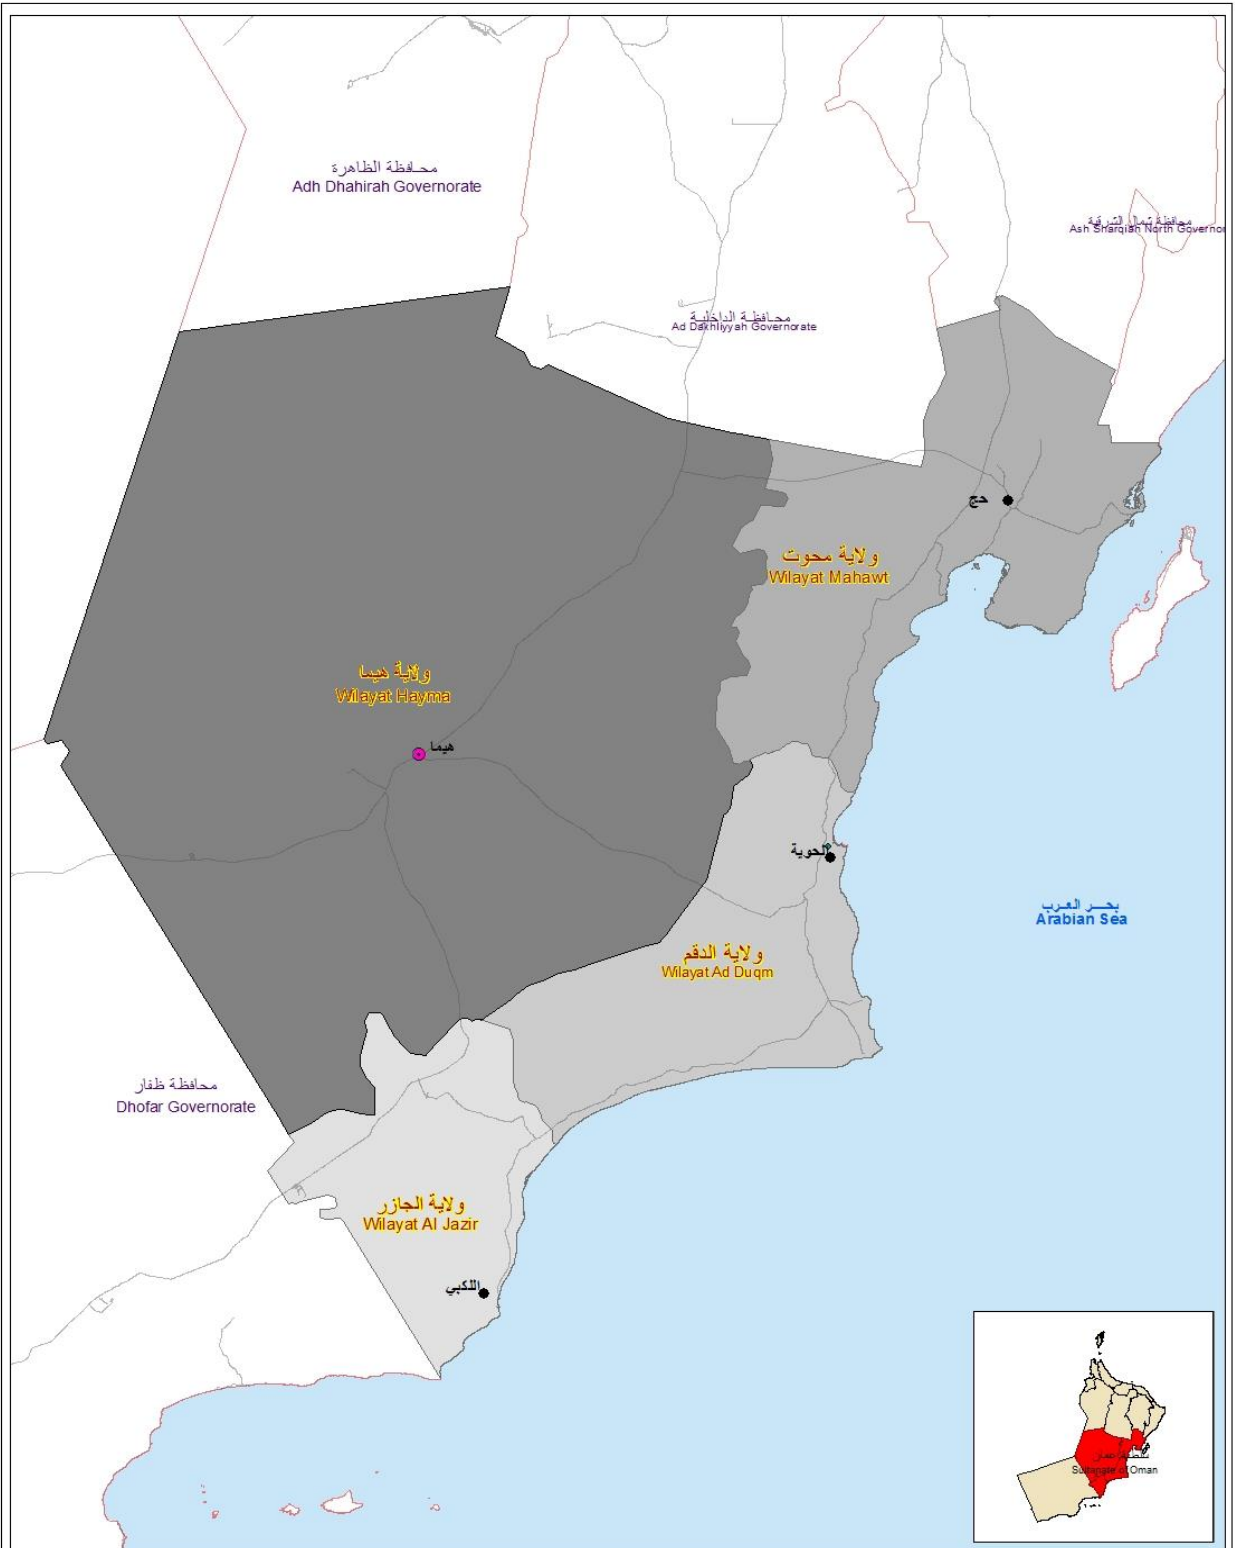 محافظة الظاهرة
Adh Dhahirah Governorate
محافظة شمال الشرقية
Ash Sharqiah North Governor
محافظة الداخلية
Ad Dakhliyyah Governorate
حج
ولاية محوت
Wilayat Mahawt
ولاية هيما
Wilayat Hayma
هيما
الحوية
بحر العرب
Arabian Sea
ولاية الدقم
Wilayat Ad Duqm
محافظة ظفار
Dhofar Governorate
ولاية الجازر
Wilayat Al Jazir
اللكبي
سلطنة عمان
Sultanate of Oman